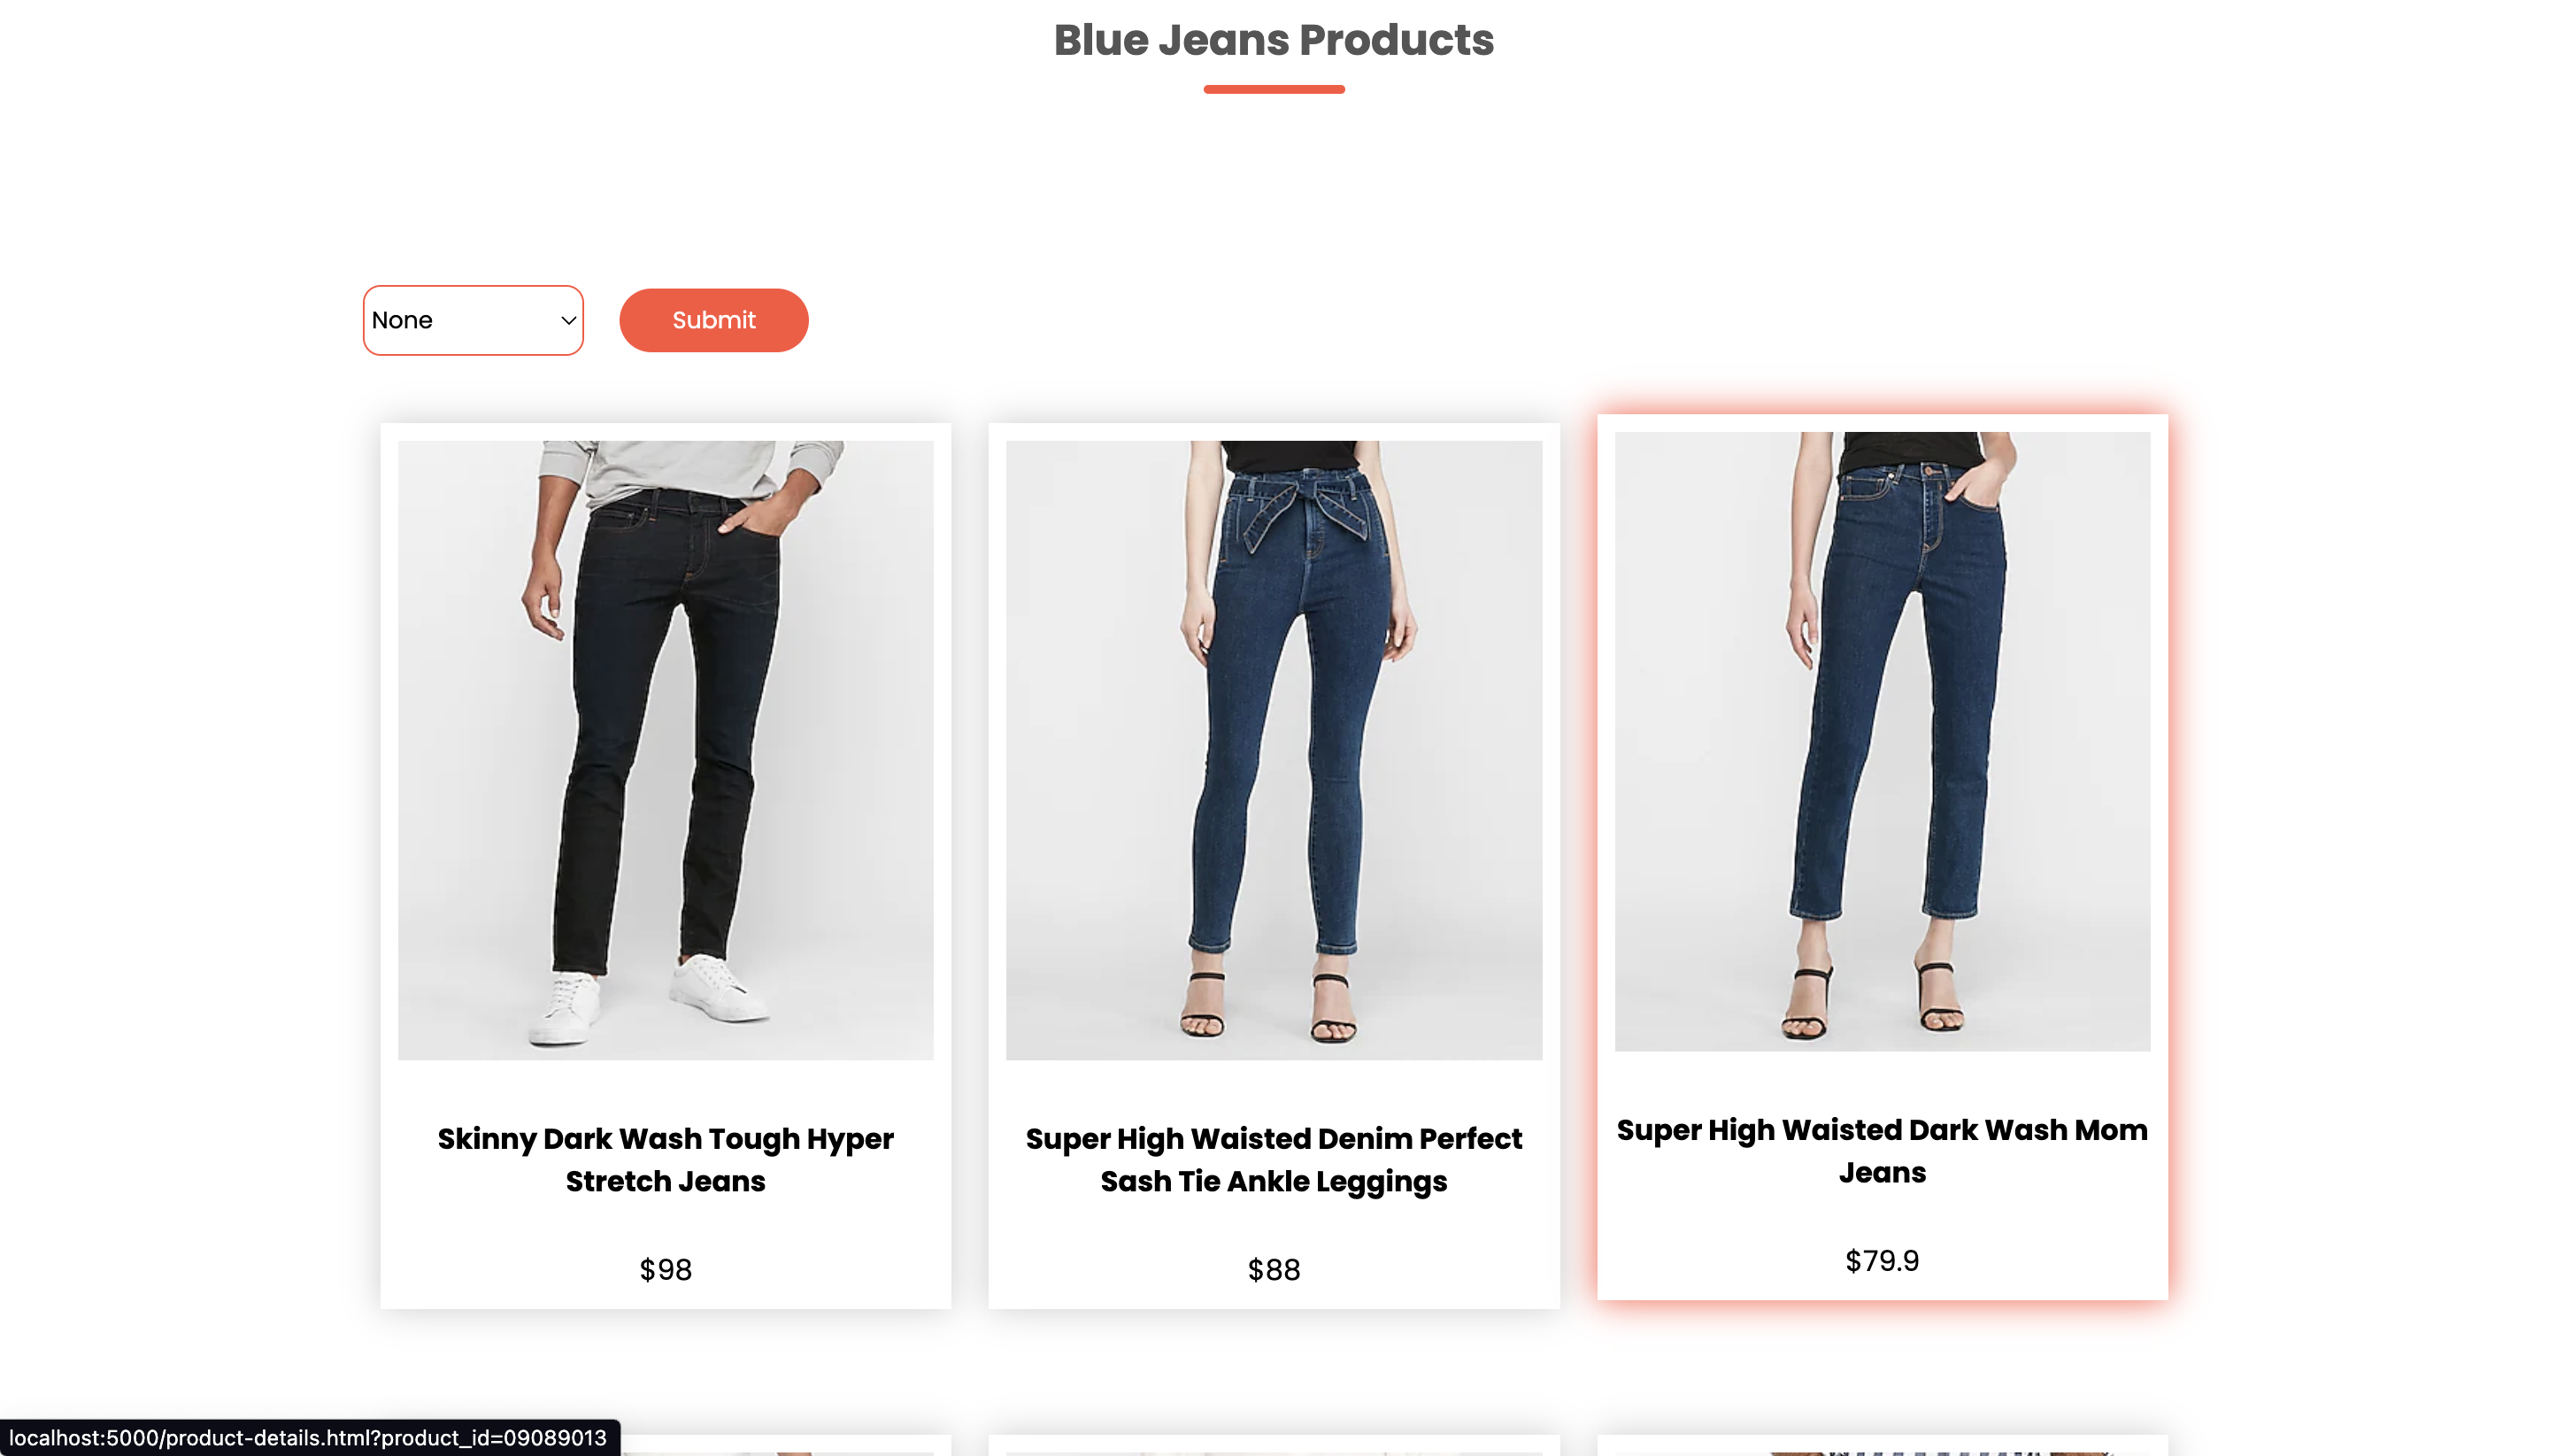 Blue Jeans Products
None
Submit
Skinny Dark Wash Tough Hyper
Stretch Jeans
$98
Super High Waisted Denim Perfect
Sash Tie Ankle Leggings
$88
Super High Waisted Dark Wash Mom
Jeans
$79.9
localhost:5000/product-details.html?product_id=09089013